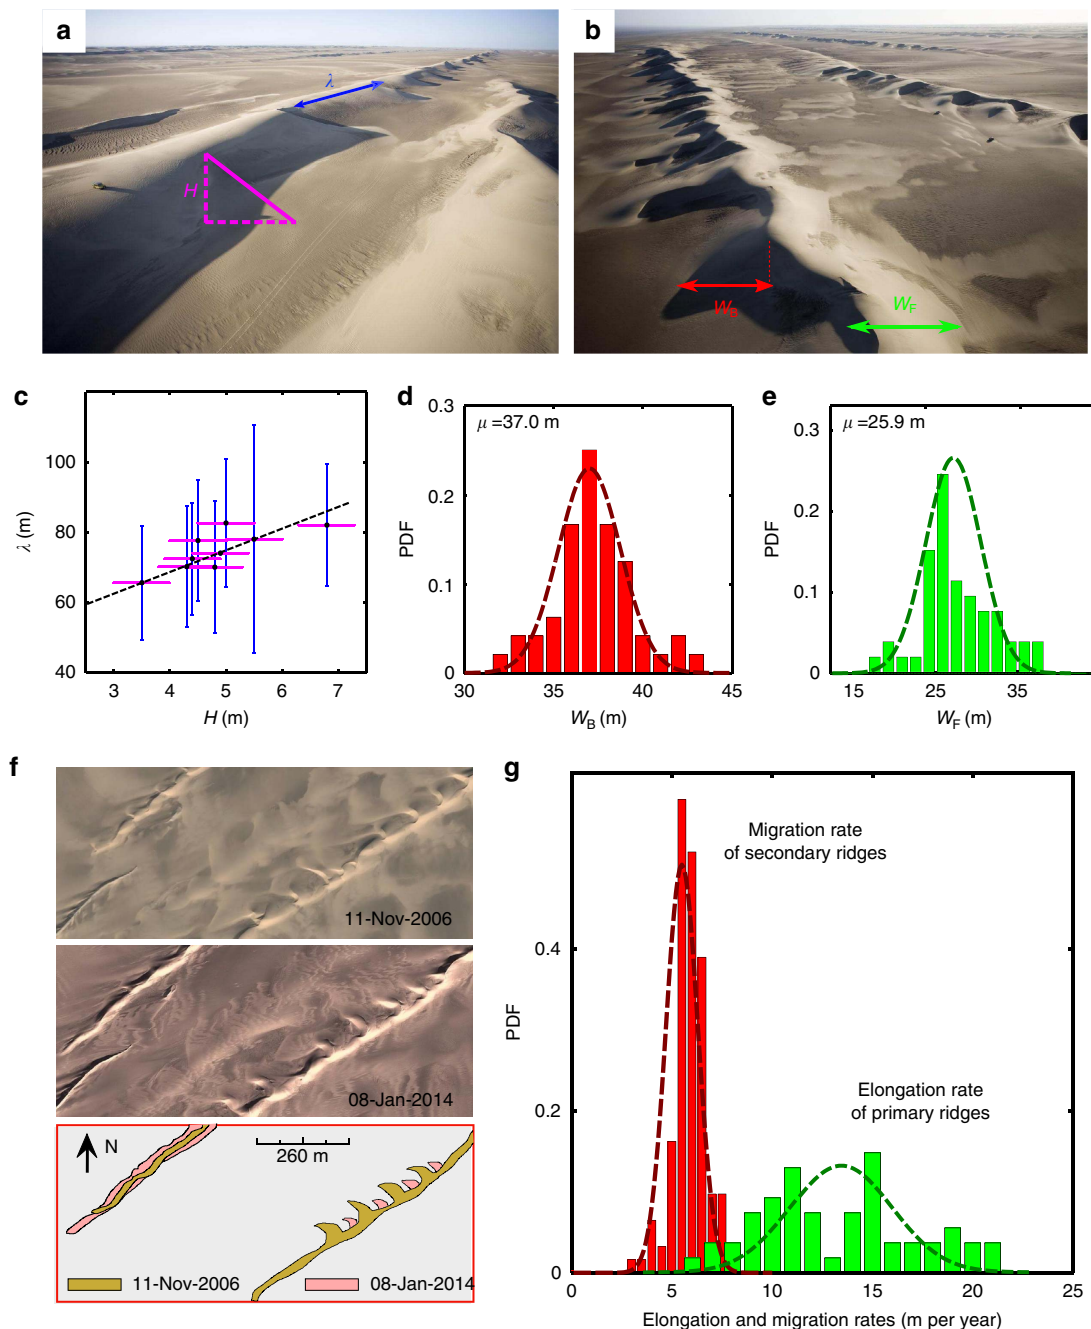 a
λ
H
b
W_B
W_F
c
100
80
60
40
λ (m)
3
4
5
6
7
H (m)
d
0.3
0.2
0.1
0
PDF
μ =37.0 m
30
35
40
45
W_B (m)
e
0.3
0.2
0.1
0
PDF
μ =25.9 m
15
25
35
W_F (m)
f
11-Nov-2006
08-Jan-2014
N
260 m
11-Nov-2006
08-Jan-2014
g
0.4
0.2
0
PDF
Migration rate
of secondary ridges
Elongation rate
of primary ridges
0
5
10
15
20
25
Elongation and migration rates (m per year)